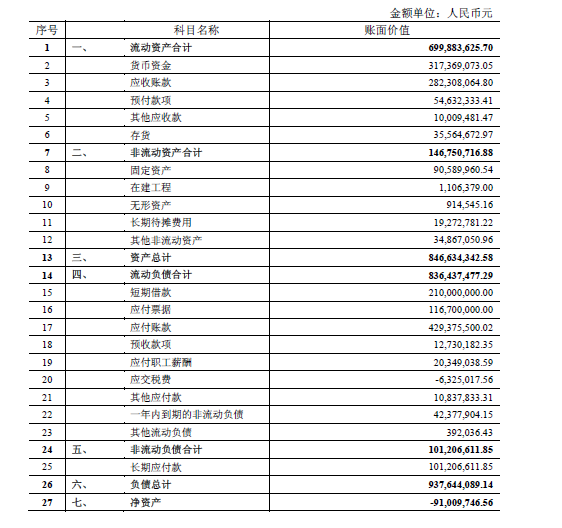 金额单位：人民币元
序号 科目名称 账面价值
1 一、 流动资产合计 699,883,625.70
2 货币资金 317,369,073.05
3 应收账款 282,308,064.80
4 预付款项 54,632,333.41
5 其他应收款 10,009,481.47
6 存货 35,564,672.97
7 二、 非流动资产合计 146,750,716.88
8 固定资产 90,589,960.54
9 在建工程 1,106,379.00
10 无形资产 914,545.16
11 长期待摊费用 19,272,781.22
12 其他非流动资产 34,867,050.96
13 三、 资产总计 846,634,342.58
14 四、 流动负债合计 836,437,477.29
15 短期借款 210,000,000.00
16 应付票据 116,700,000.00
17 应付账款 429,375,500.02
18 预收款项 12,730,182.35
19 应付职工薪酬 20,349,038.59
20 应交税费 -6,325,017.56
21 其他应付款 10,837,833.31
22 一年内到期的非流动负债 42,377,904.15
23 其他流动负债 392,036.43
24 五、 非流动负债合计 101,206,611.85
25 长期应付款 101,206,611.85
26 六、 负债总计 937,644,089.14
27 七、 净资产 -91,009,746.56